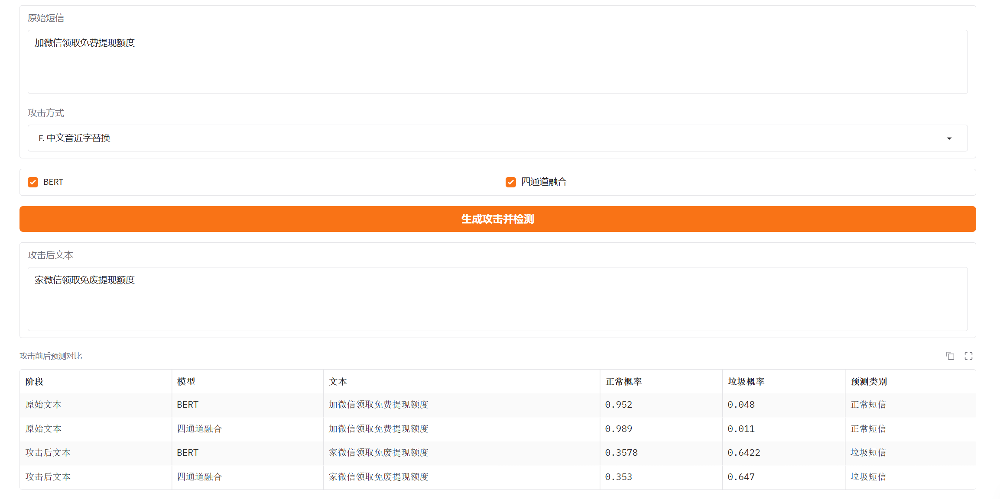 原始短信
加微信领取免费提现额度
攻击方式
F. 中文音近字替换
BERT
四通道融合
生成攻击并检测
攻击后文本
家微信领取免废提现额度
攻击前后预测对比
阶段 模型 文本 正常概率 垃圾概率 预测类别
原始文本 BERT 加微信领取免费提现额度 0.952 0.048 正常短信
原始文本 四通道融合 加微信领取免费提现额度 0.989 0.011 正常短信
攻击后文本 BERT 家微信领取免废提现额度 0.3578 0.6422 垃圾短信
攻击后文本 四通道融合 家微信领取免废提现额度 0.353 0.647 垃圾短信